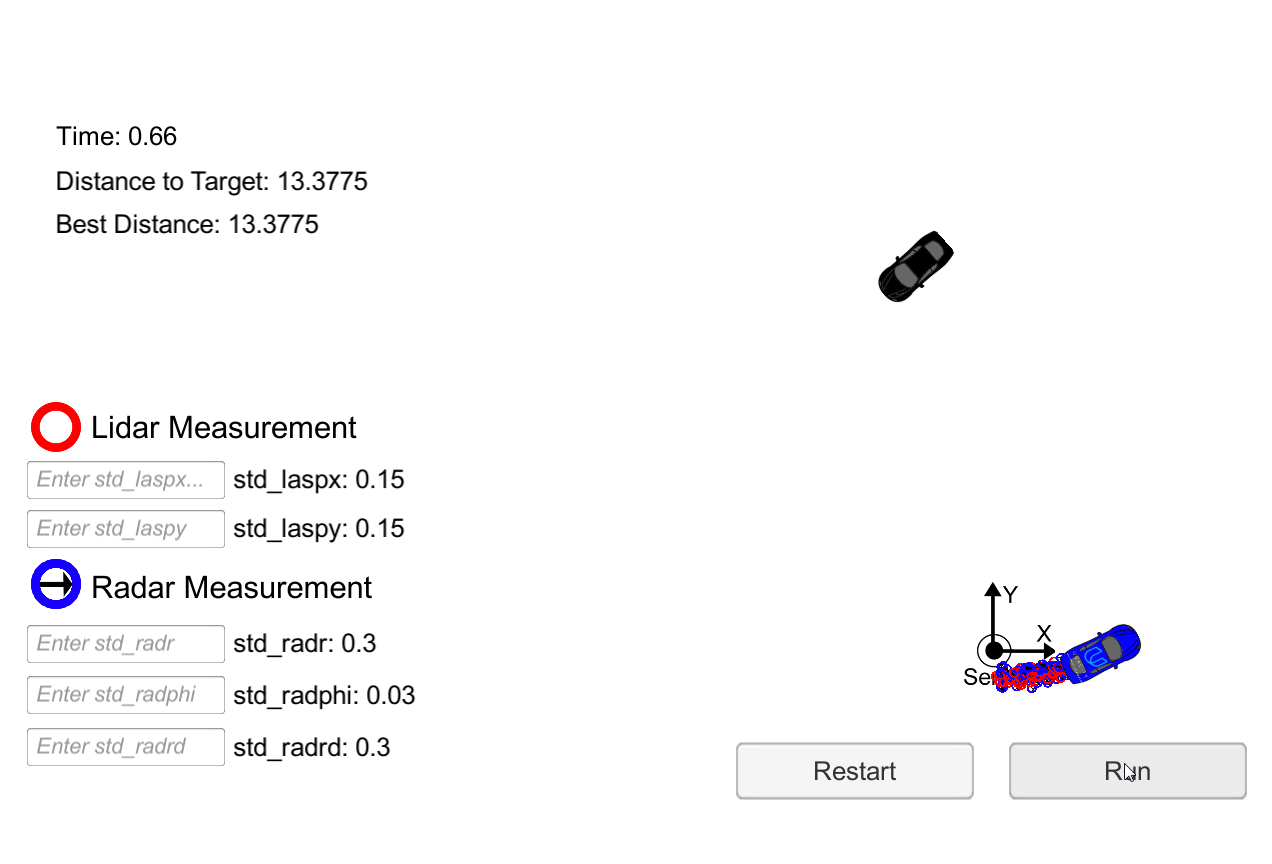 Time: 0.66
Distance to Target: 13.3775
Best Distance: 13.3775
Lidar Measurement
Enter std_laspx... std_laspx: 0.15
Enter std_laspy std_laspy: 0.15
Radar Measurement
Enter std_radr std_radr: 0.3
Enter std_radphi std_radphi: 0.03
Enter std_radrd std_radrd: 0.3
Y
X
Restart
Run